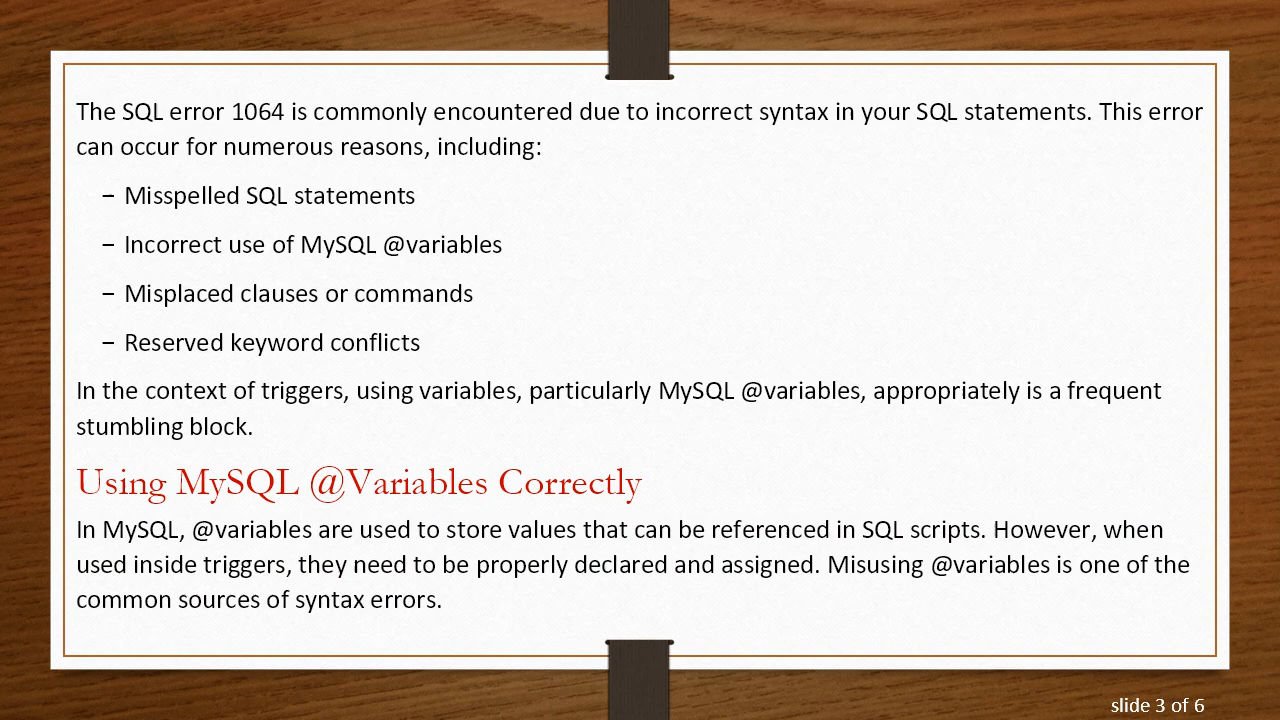 The SQL error 1064 is commonly encountered due to incorrect syntax in your SQL statements. This error
can occur for numerous reasons, including:
– Misspelled SQL statements
– Incorrect use of MySQL @variables
– Misplaced clauses or commands
– Reserved keyword conflicts
In the context of triggers, using variables, particularly MySQL @variables, appropriately is a frequent
stumbling block.
Using MySQL @Variables Correctly
In MySQL, @variables are used to store values that can be referenced in SQL scripts. However, when
used inside triggers, they need to be properly declared and assigned. Misusing @variables is one of the
common sources of syntax errors.
slide 3 of 6